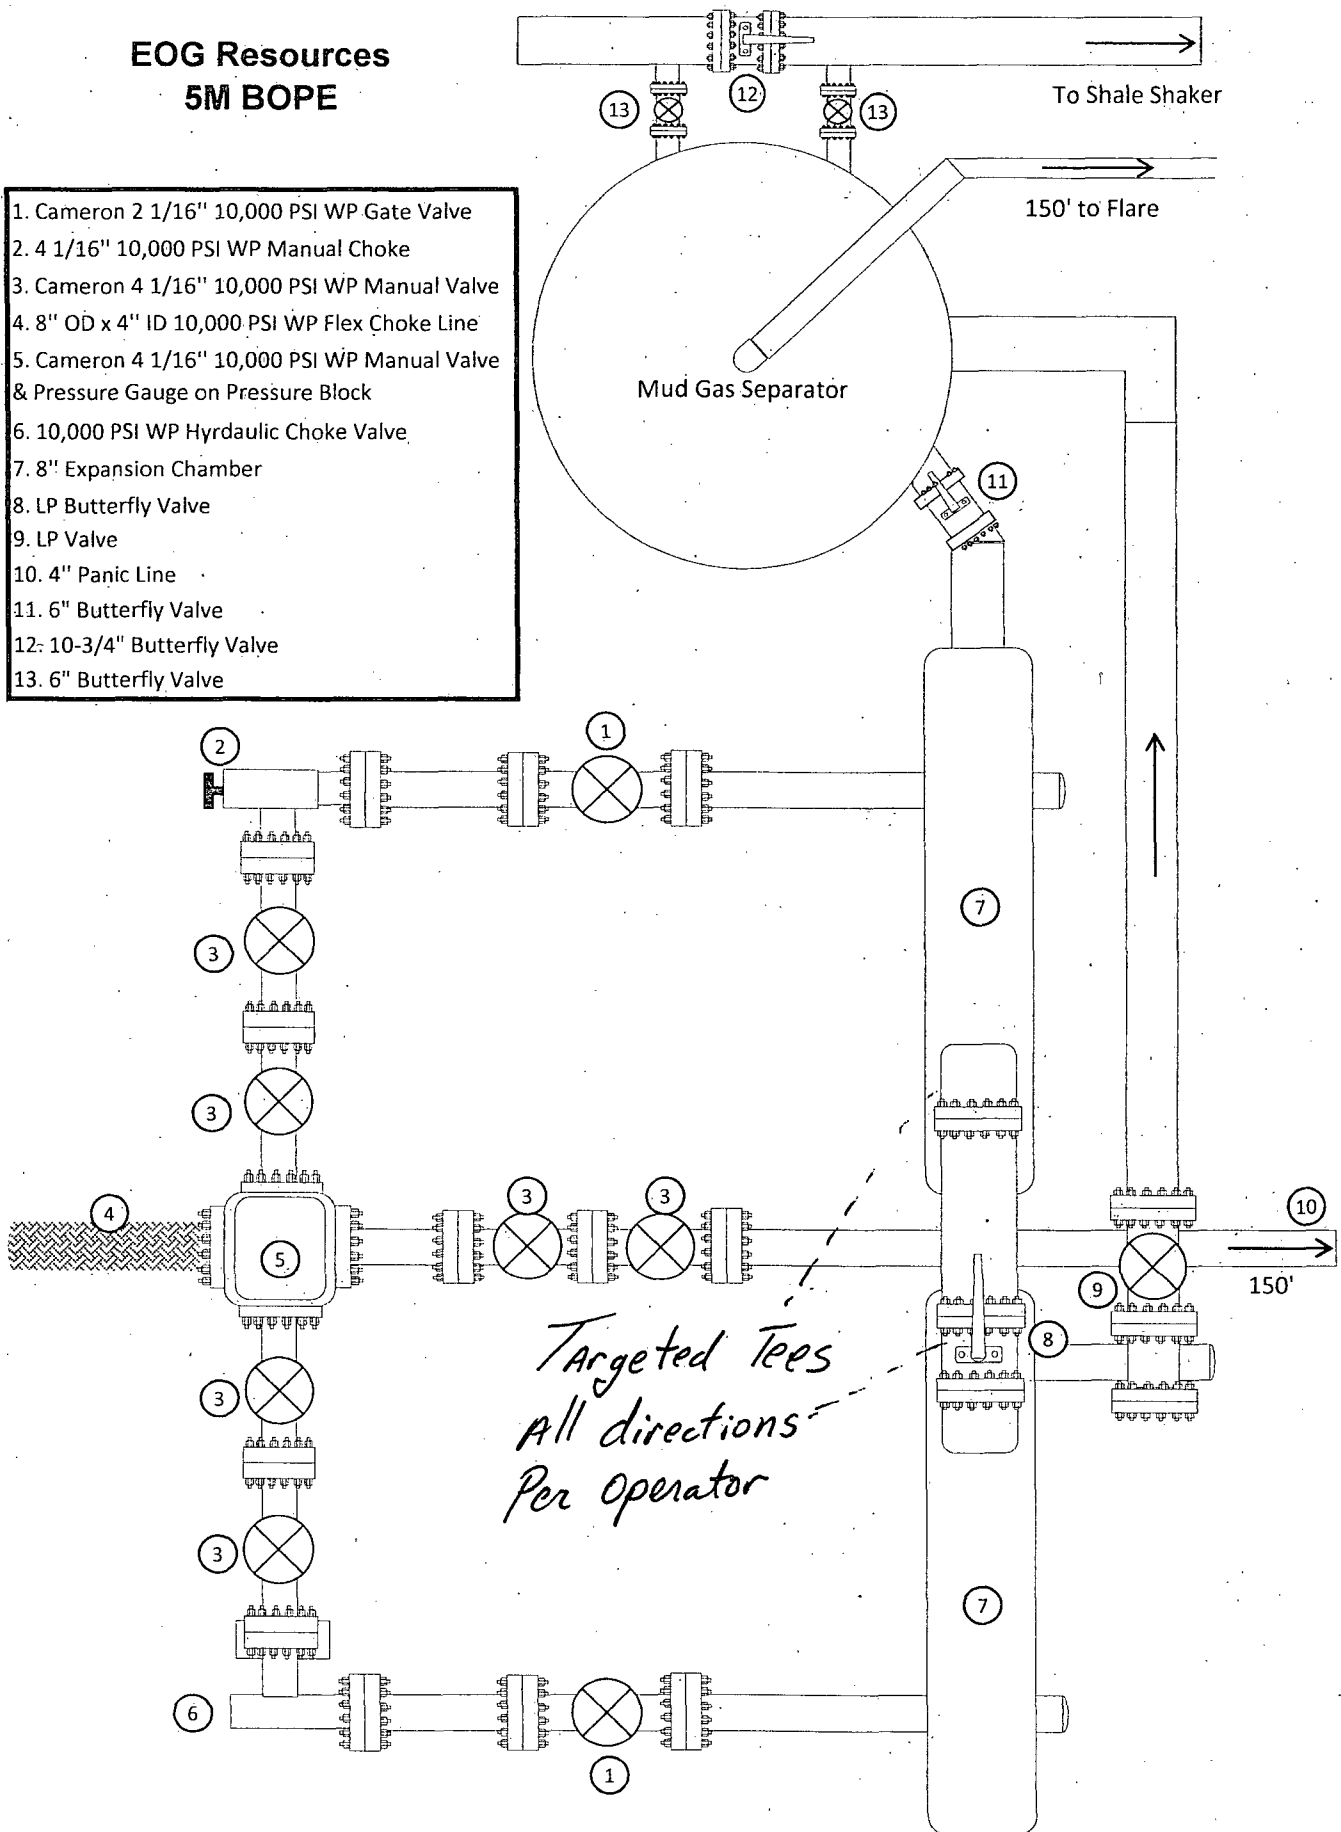 EOG Resources
5M BOPE
To Shale Shaker
12
13
13
150' to Flare
1. Cameron 2 1/16" 10,000 PSI WP Gate Valve
2. 4 1/16" 10,000 PSI WP Manual Choke
3. Cameron 4 1/16" 10,000 PSI WP Manual Valve
4. 8" OD x 4" ID 10,000 PSI WP Flex Choke Line
5. Cameron 4 1/16" 10,000 PSI WP Manual Valve
& Pressure Gauge on Pressure Block
6. 10,000 PSI WP Hyrdaulic Choke Valve
7. 8" Expansion Chamber
8. LP Butterfly Valve
9. LP Valve
10. 4" Panic Line
11. 6" Butterfly Valve
12. 10-3/4" Butterfly Valve
13. 6" Butterfly Valve
Mud Gas Separator
11
1
2
7
3
3
3
3
4
10
5
150'
9
8
Targeted Tees
All directions
Per Operator
3
3
7
6
1